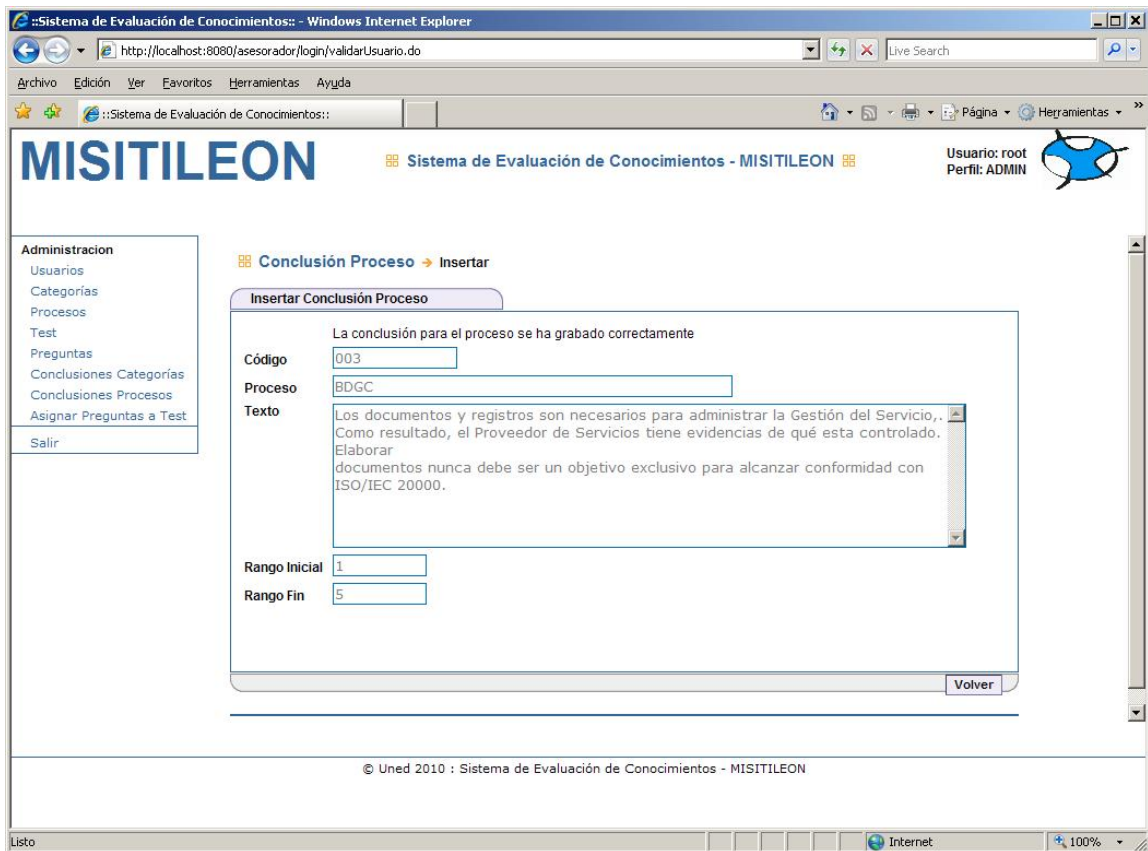 ::Sistema de Evaluación de Conocimientos:: - Windows Internet Explorer
http://localhost:8080/asesorador/login/validarUsuario.do
Live Search
Archivo Edición Ver Favoritos Herramientas Ayuda
::Sistema de Evaluación de Conocimientos::
Página Herramientas »
MISITILEON
Sistema de Evaluación de Conocimientos - MISITILEON
Usuario: root
Perfil: ADMIN
Administracion
Usuarios
Categorías
Procesos
Test
Preguntas
Conclusiones Categorías
Conclusiones Procesos
Asignar Preguntas a Test
Salir
Conclusión Proceso → Insertar
Insertar Conclusión Proceso
La conclusión para el proceso se ha grabado correctamente
Código 003
Proceso BDGC
Texto
Los documentos y registros son necesarios para administrar la Gestión del Servicio,.
Como resultado, el Proveedor de Servicios tiene evidencias de qué esta controlado.
Elaborar
documentos nunca debe ser un objetivo exclusivo para alcanzar conformidad con
ISO/IEC 20000.
Rango Inicial 1
Rango Fin 5
Volver
© Uned 2010 : Sistema de Evaluación de Conocimientos - MISITILEON
Listo
Internet
100%